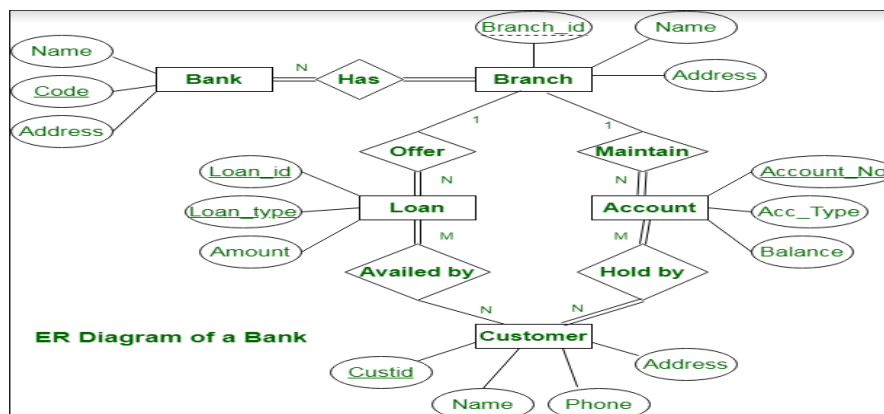 Branch_id
Name
Name
Bank
N
Has
Branch
Address
Code
Address
1
1
Offer
Maintain
Loan_id
N
N
Account_No
Loan_type
Loan
Account
Acc_Type
Amount
M
M
Balance
Availed by
Hold by
N
N
ER Diagram of a Bank
Customer
Custid
Address
Name
Phone